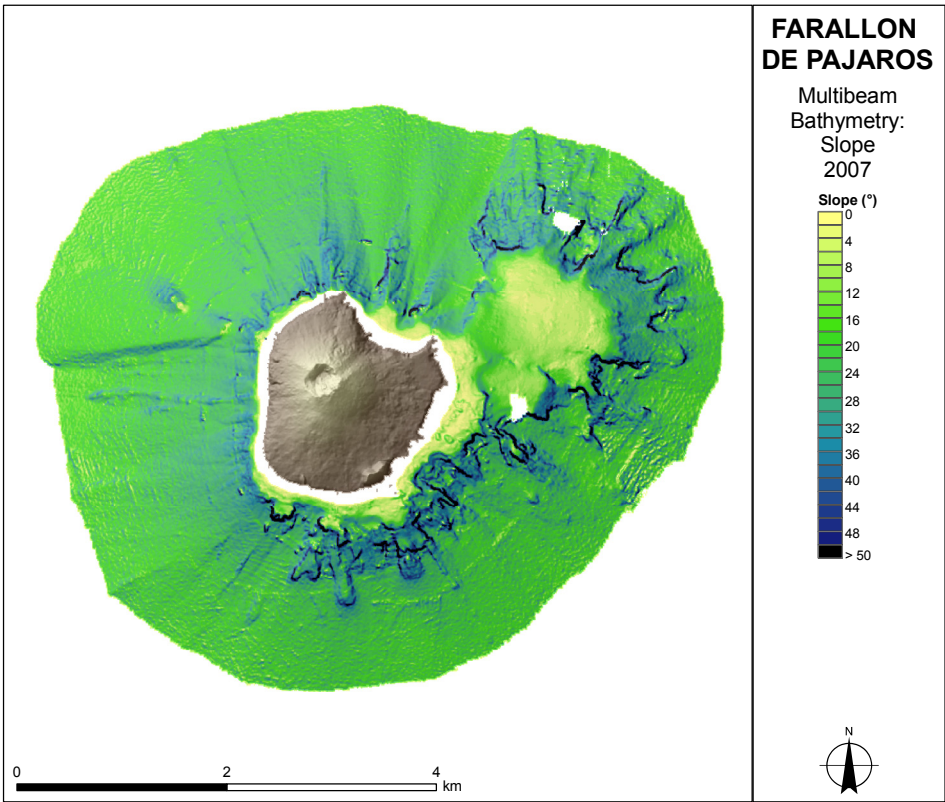 FARALLON
DE PAJAROS
Multibeam
Bathymetry:
Slope
2007
Slope (°)
0
4
8
12
16
20
24
28
32
36
40
44
48
> 50
N
0 2 4
km